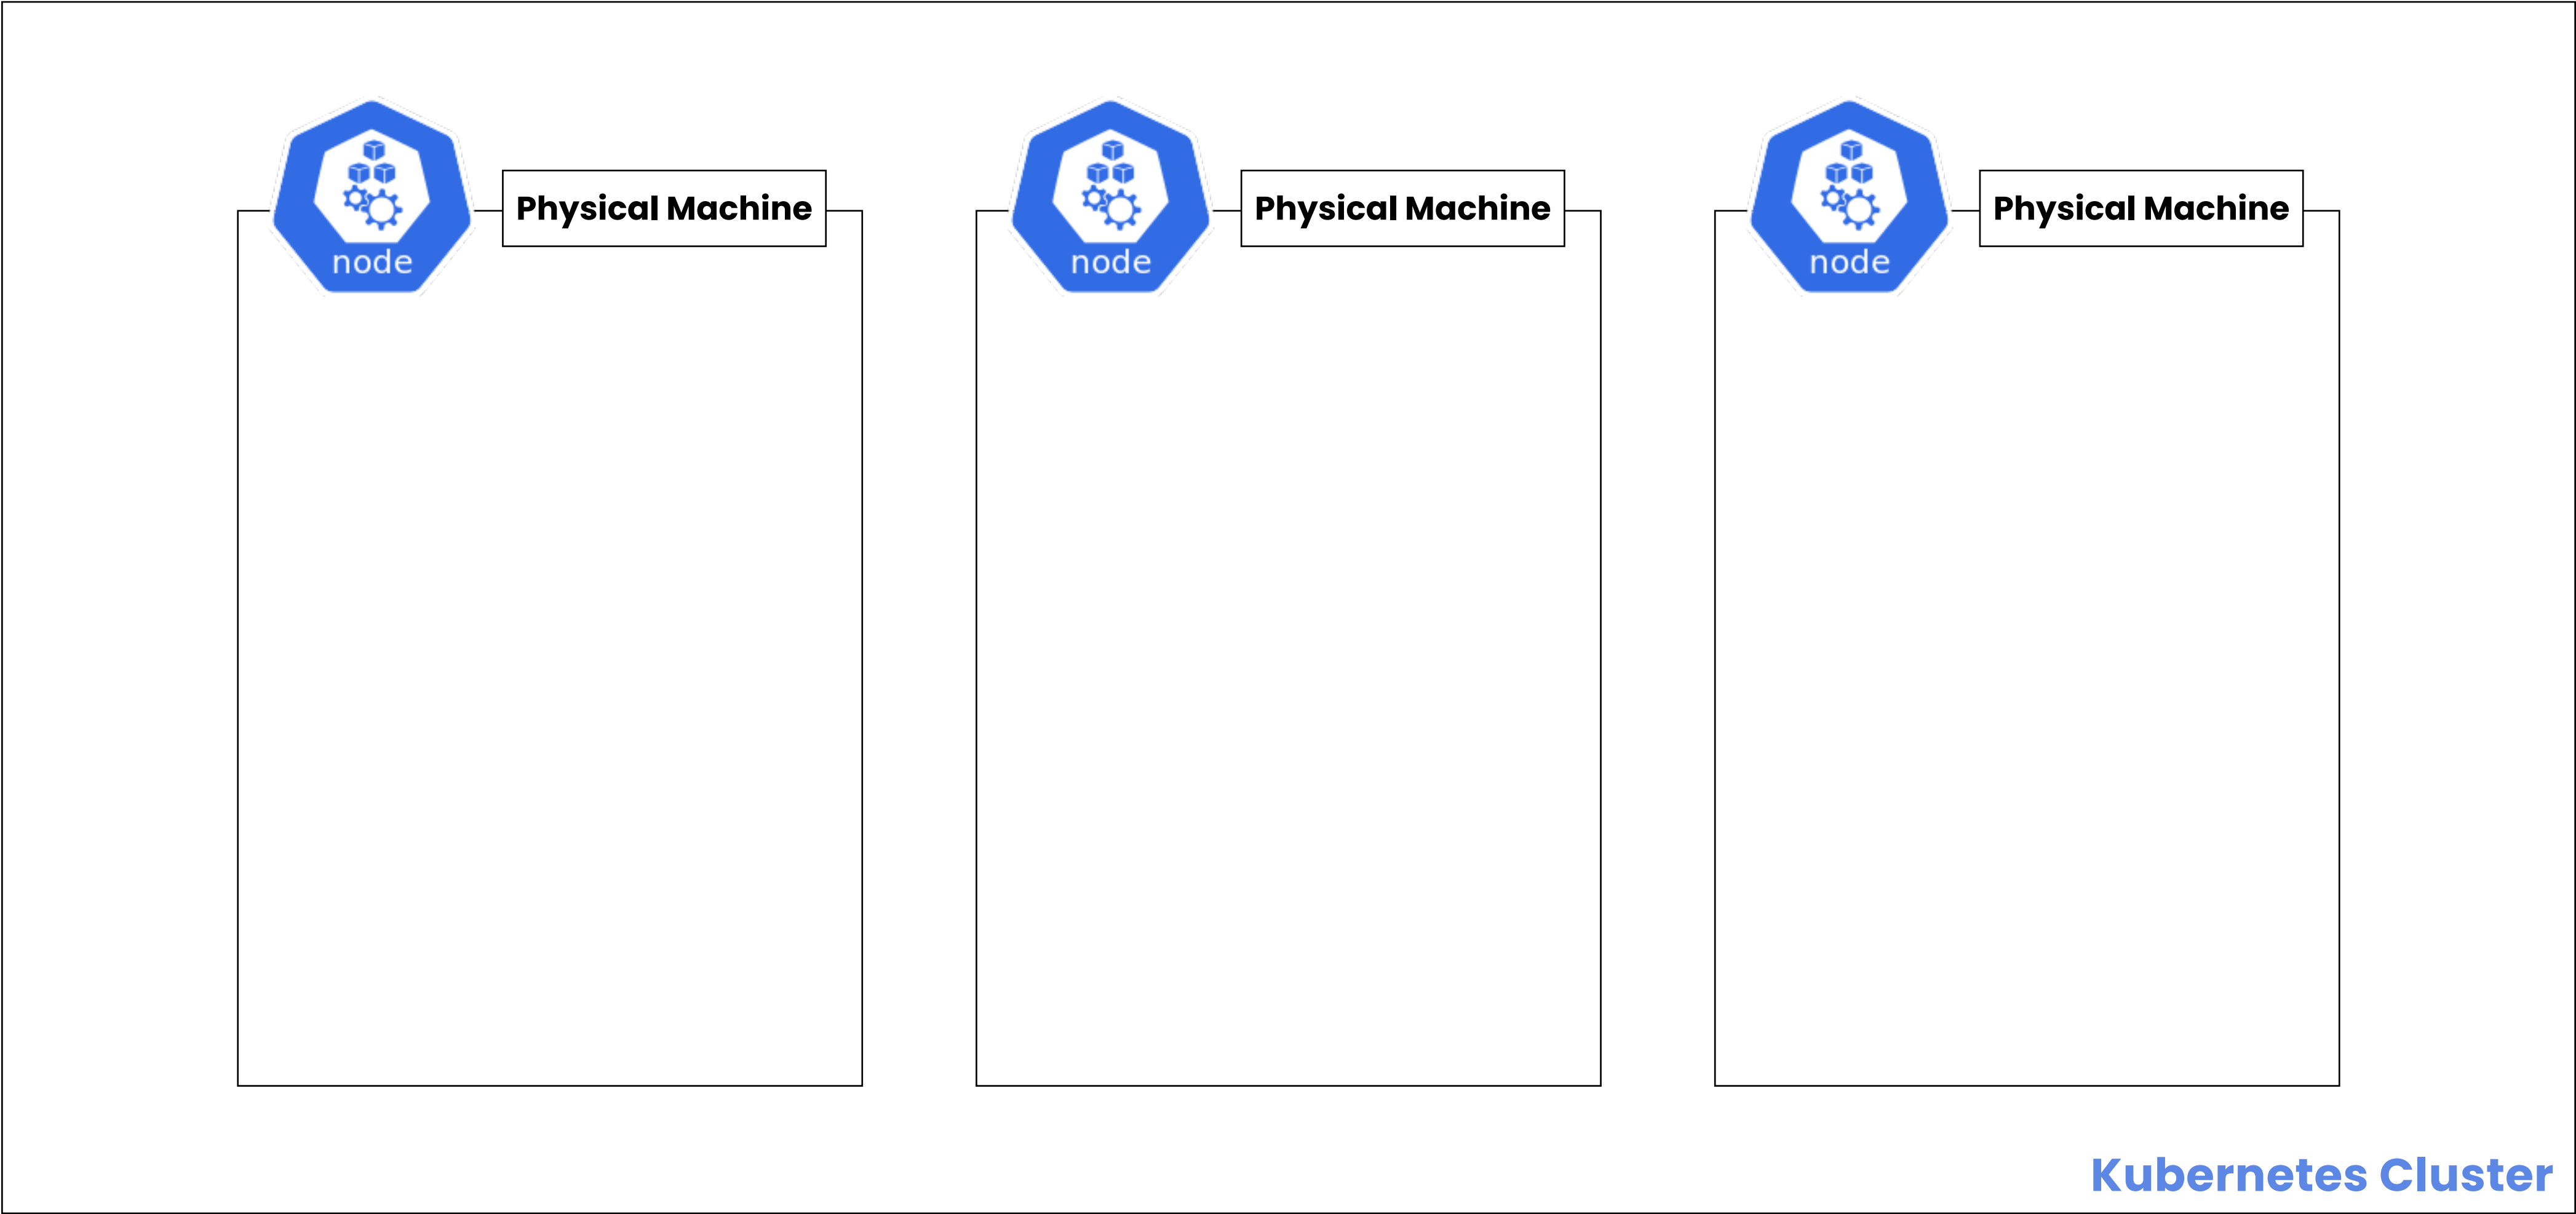 Physical Machine
node
Physical Machine
node
Physical Machine
node
Kubernetes Cluster